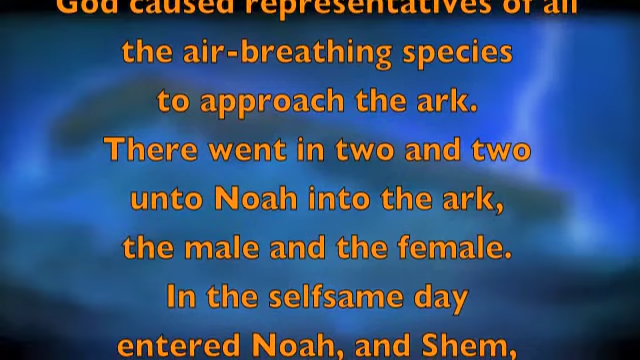 God caused representatives of all
the air-breathing species
to approach the ark.
There went in two and two
unto Noah into the ark,
the male and the female.
In the selfsame day
entered Noah, and Shem,